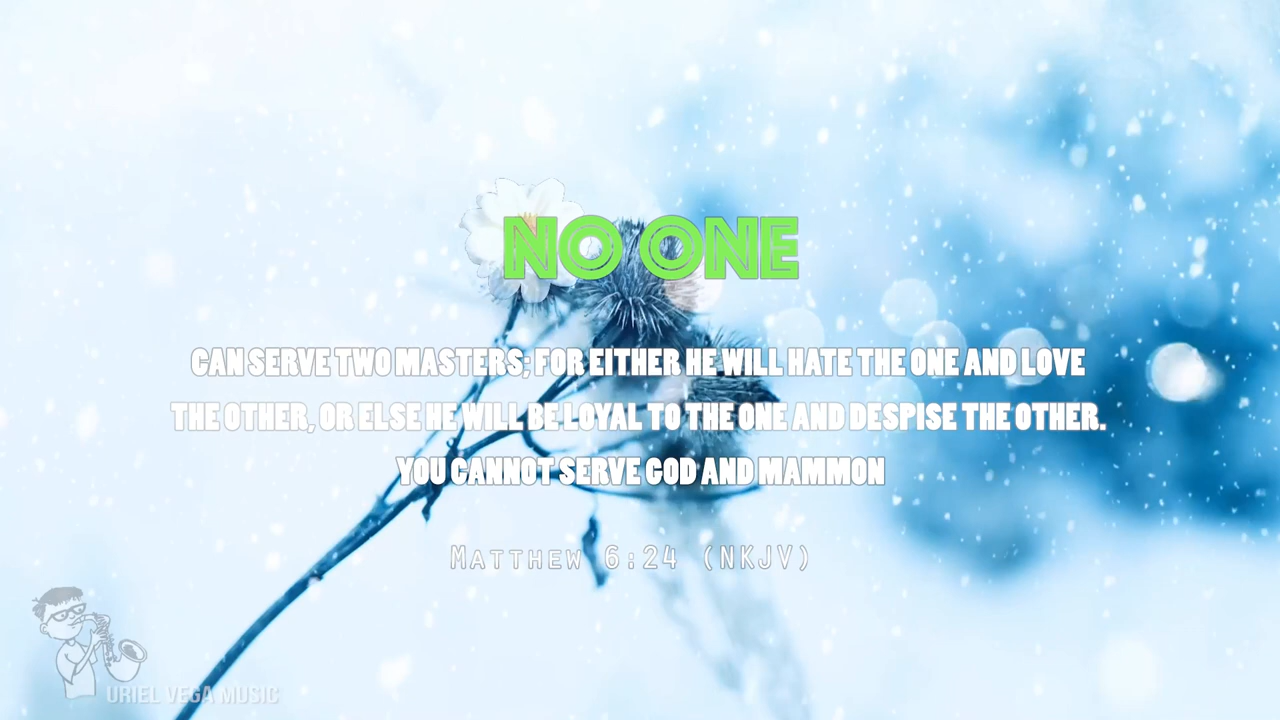 NO ONE
CAN SERVE TWO MASTERS; FOR EITHER HE WILL HATE THE ONE AND LOVE
THE OTHER, OR ELSE HE WILL BE LOYAL TO THE ONE AND DESPISE THE OTHER.
YOU CANNOT SERVE GOD AND MAMMON
Matthew 6:24 (NKJV)
URIEL VEGA MUSIC